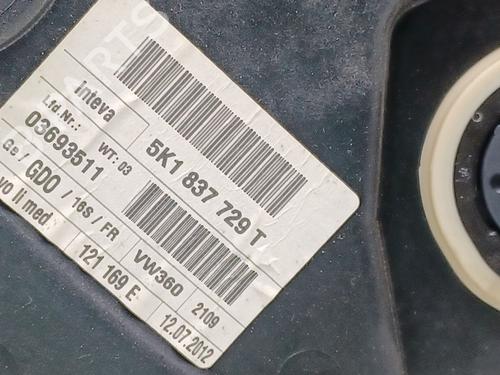 Inteva
5K1 837 729 T
Lfd.Nr.: WT: 03
03693511
Ge / GDO / 16S / FR
VW360 2109
vo li med
121 169 E 12.07.2012